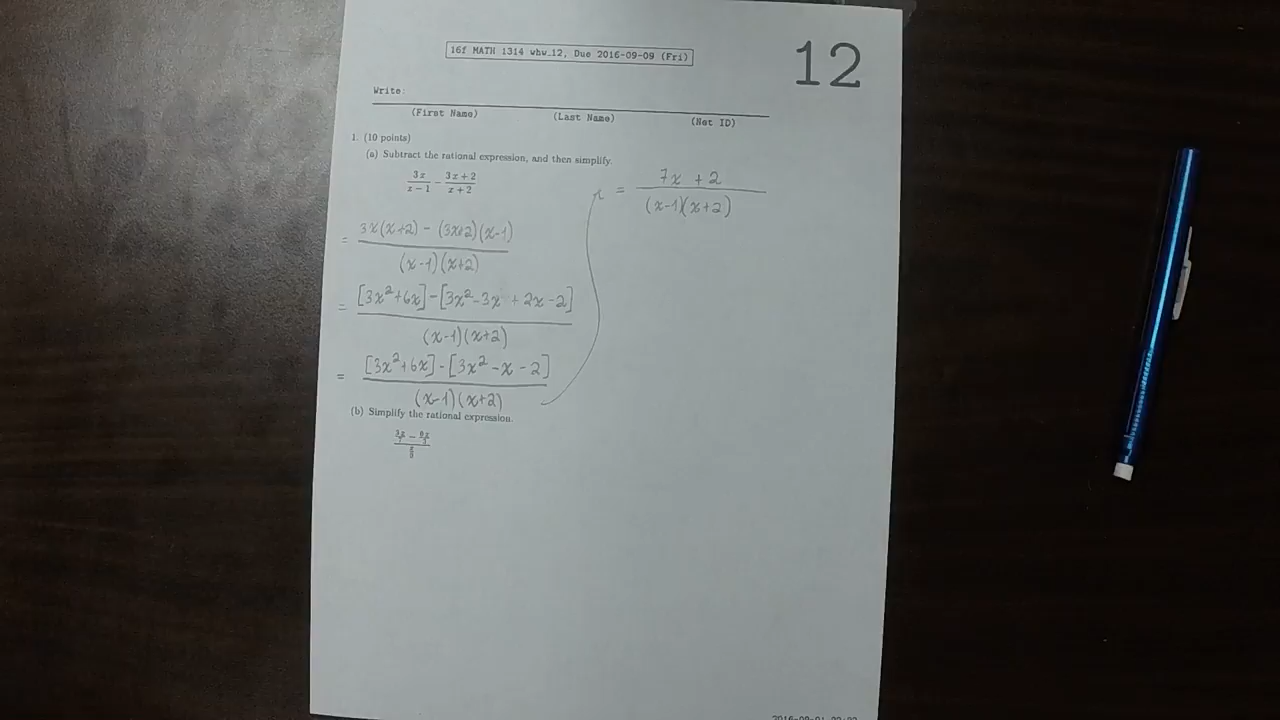 16f MATH 1314 whw_12, Due 2016-09-09 (Fri)
12
Write:
(First Name) (Last Name) (Net ID)
1. (10 points)
(a) Subtract the rational expression, and then simplify.
3x/(x − 1) − (3x + 2)/(x + 2)
= (3x(x+2) − (3x+2)(x-1))/((x-1)(x+2))
= ([3x²+6x] − [3x²-3x + 2x-2])/((x-1)(x+2))
= ([3x²+6x] - [3x² - x - 2])/((x-1)(x+2))
= (7x + 2)/((x-1)(x+2))
(b) Simplify the rational expression.